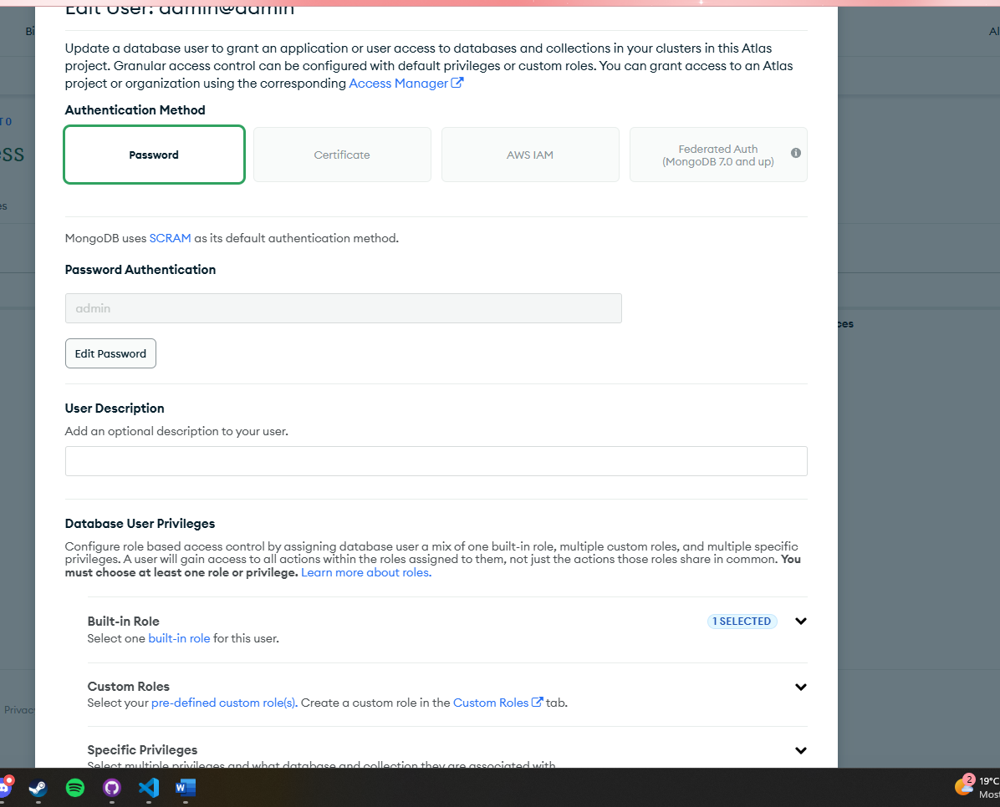 Edit User: admin@admin
Update a database user to grant an application or user access to databases and collections in your clusters in this Atlas
project. Granular access control can be configured with default privileges or custom roles. You can grant access to an Atlas
project or organization using the corresponding Access Manager
Authentication Method
Password
Certificate
AWS IAM
Federated Auth
(MongoDB 7.0 and up)
MongoDB uses SCRAM as its default authentication method.
Password Authentication
admin
Edit Password
User Description
Add an optional description to your user.
Database User Privileges
Configure role based access control by assigning database user a mix of one built-in role, multiple custom roles, and multiple specific
privileges. A user will gain access to all actions within the roles assigned to them, not just the actions those roles share in common. You
must choose at least one role or privilege. Learn more about roles.
Built-in Role
1 SELECTED
Select one built-in role for this user.
Custom Roles
Select your pre-defined custom role(s). Create a custom role in the Custom Roles tab.
Specific Privileges
Select multiple privileges and what database and collection they are associated with.
Privac
2
19°C
Most